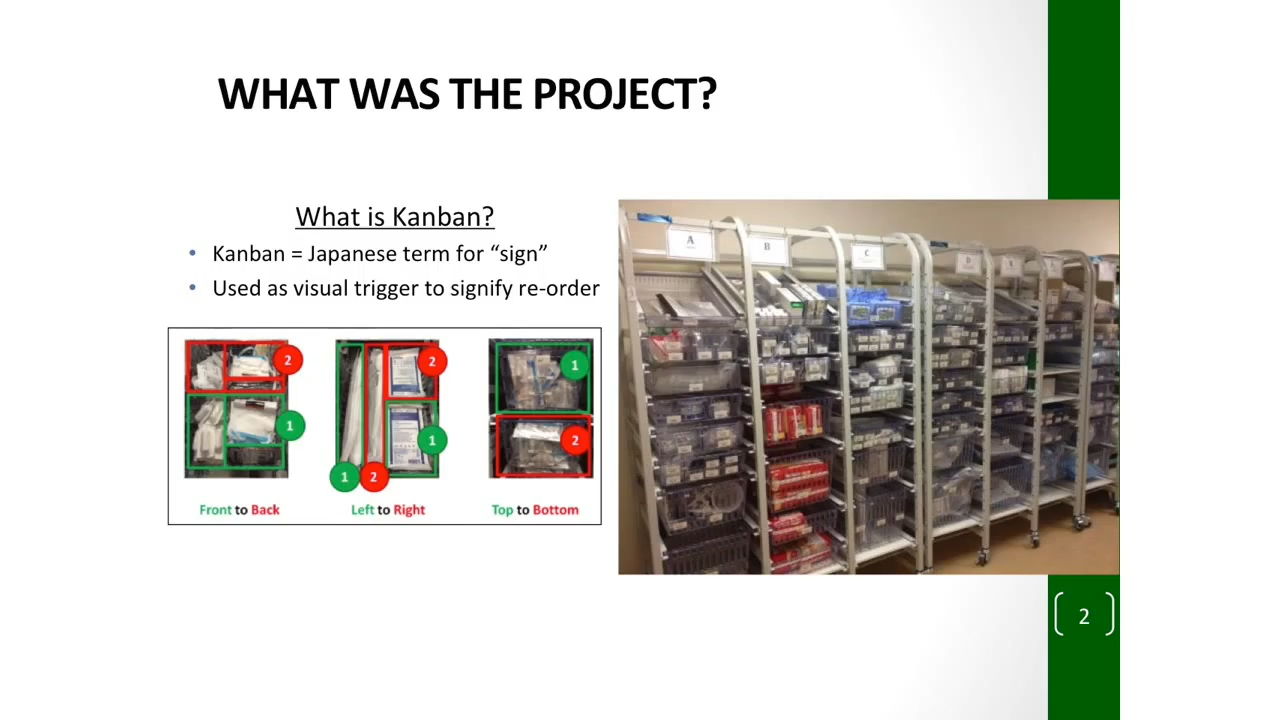 WHAT WAS THE PROJECT?
What is Kanban?
• Kanban = Japanese term for “sign”
• Used as visual trigger to signify re-order
2
1
2
1
1
2
1
2
Front to Back
Left to Right
Top to Bottom
A
B
C
D
2